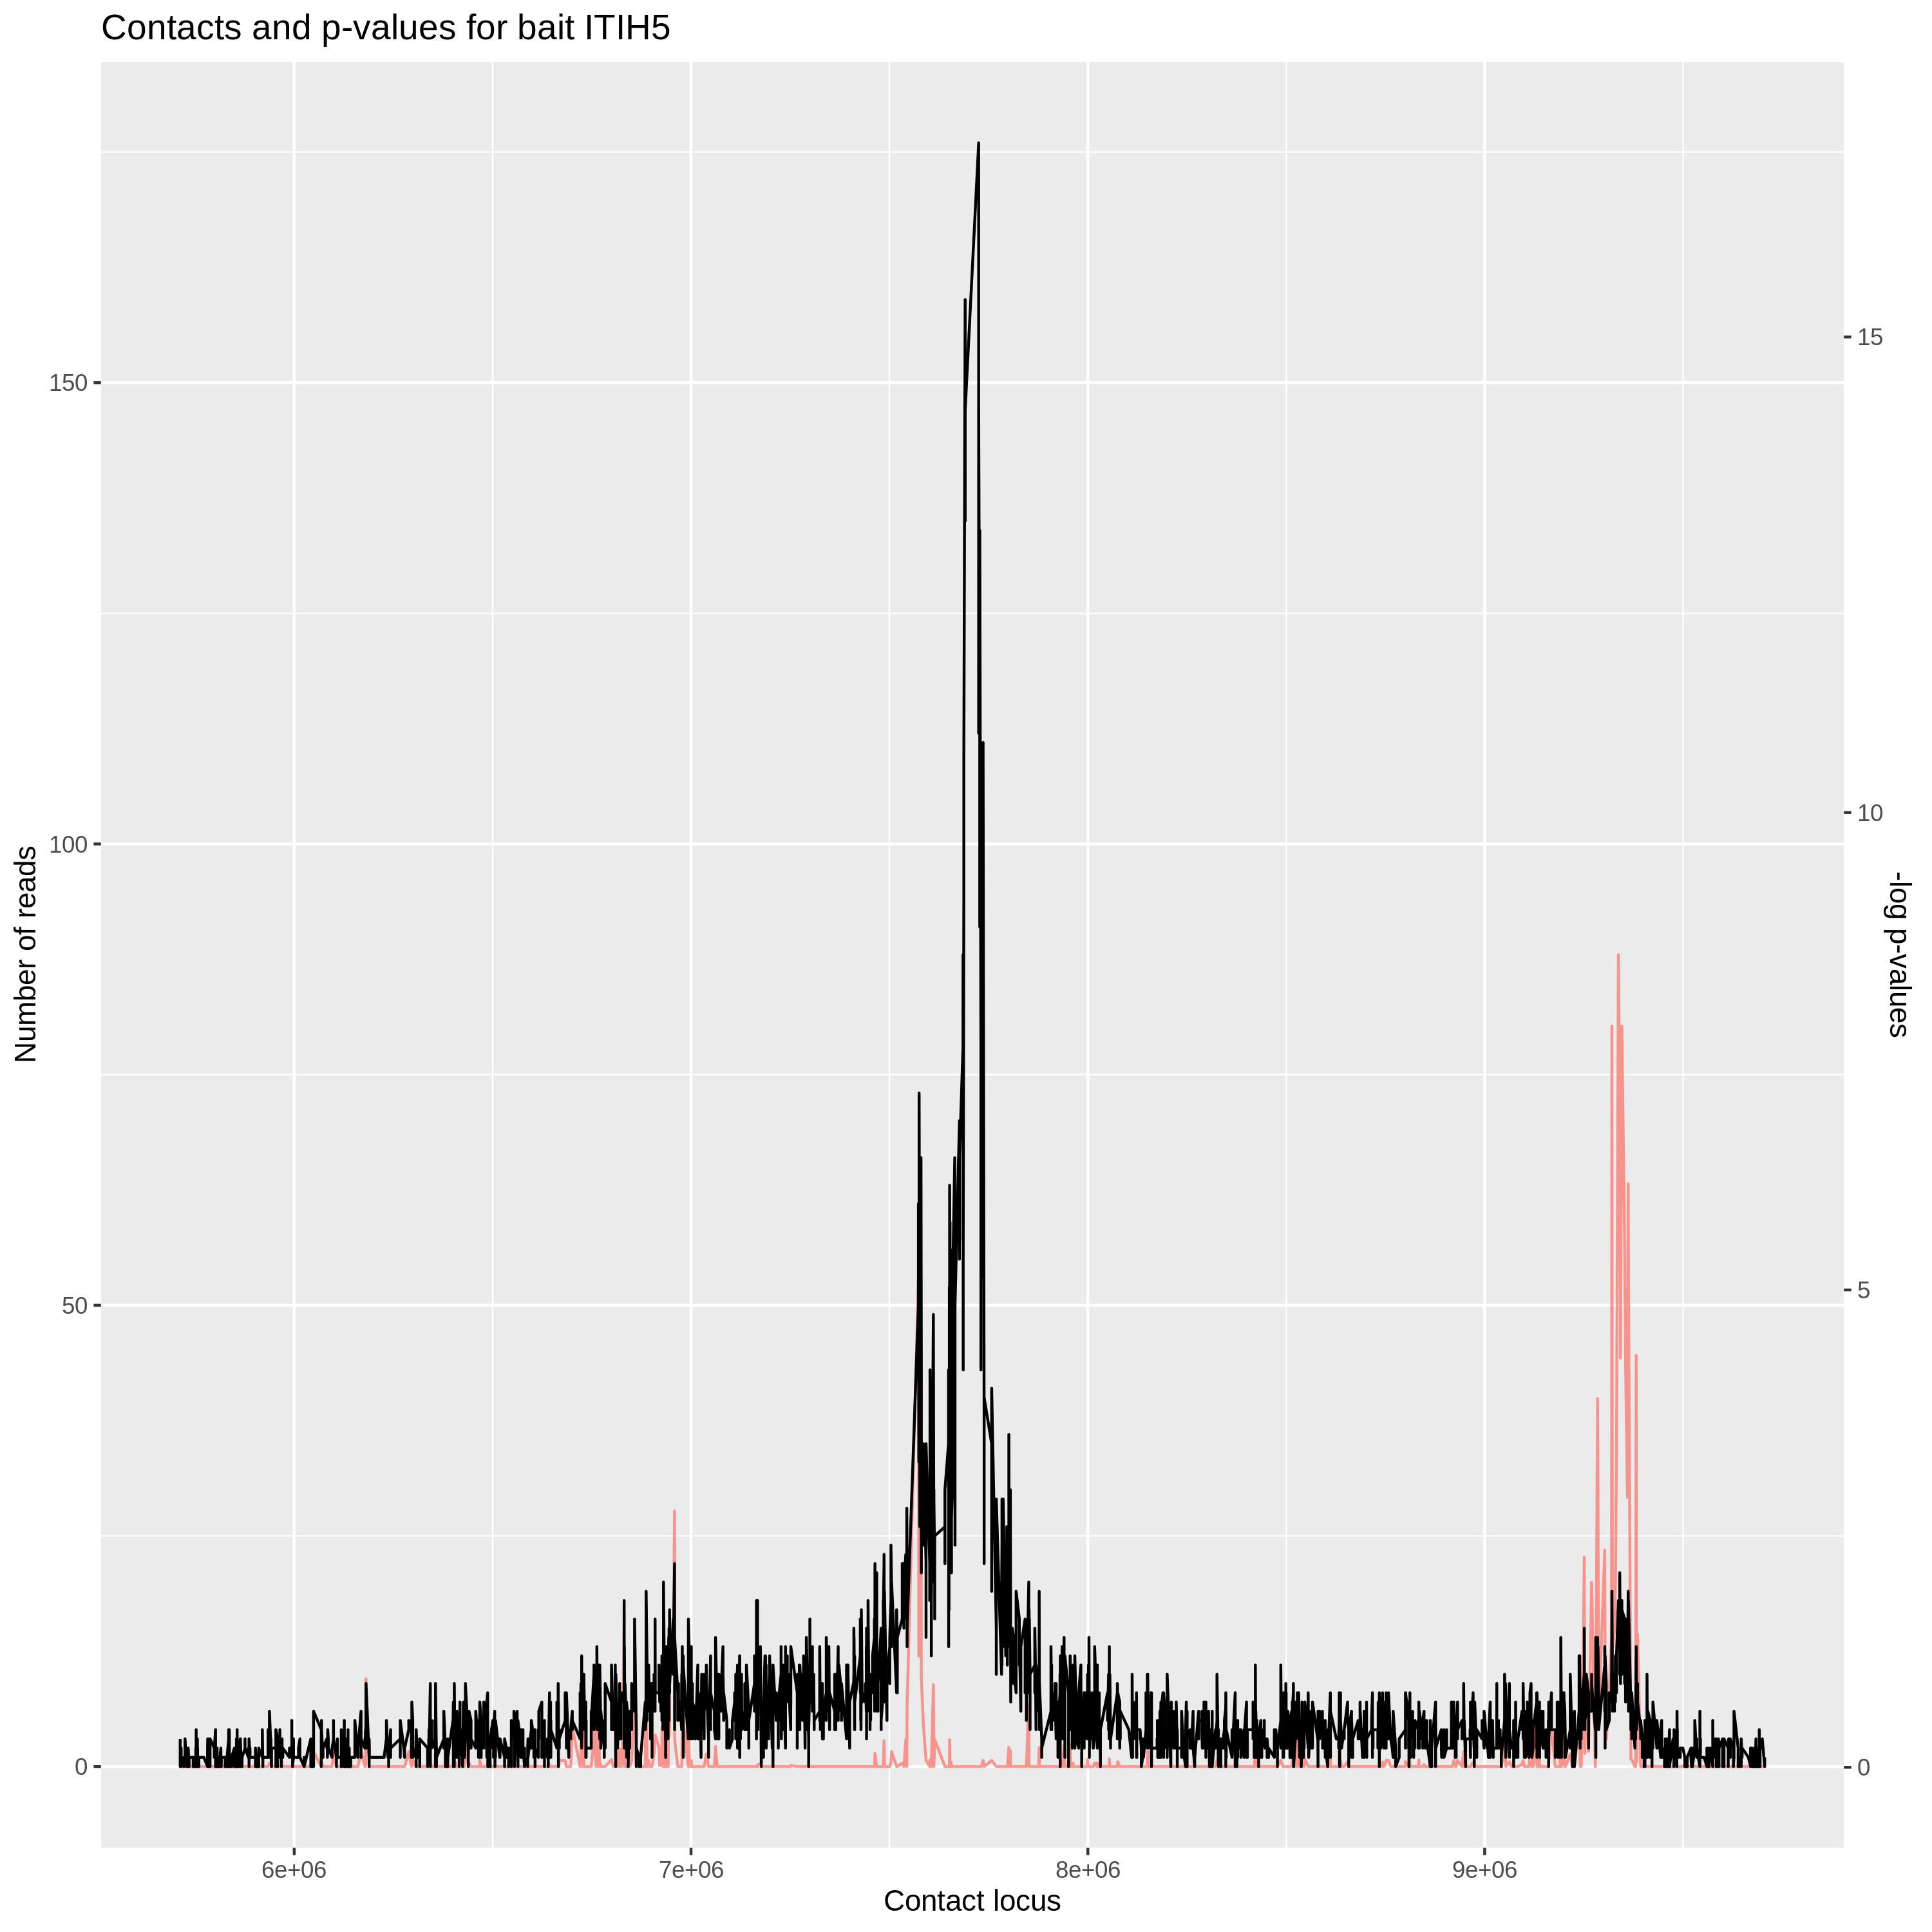 Contacts and p-values for bait ITIH5
150
100
50
0
Number of reads
15
10
5
0
-log p-values
6e+06
7e+06
8e+06
9e+06
Contact locus